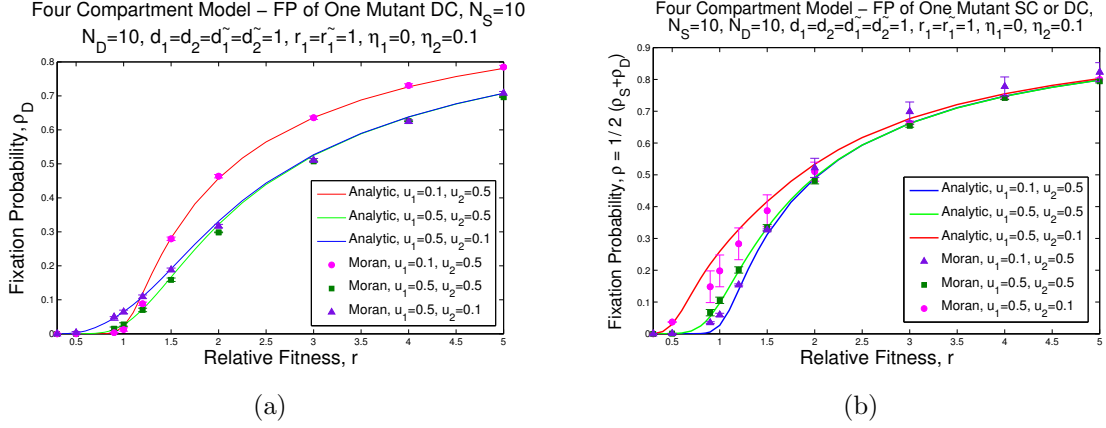 Four Compartment Model – FP of One Mutant DC, N_S=10
N_D=10, d_1=d_2=d_1~=d_2~=1, r_1=r_1~=1, η_1=0, η_2=0.1
Fixation Probability, ρ_D
0.8
0.7
0.6
0.5
0.4
0.3
0.2
0.1
0
0.5 1 1.5 2 2.5 3 3.5 4 4.5 5
Relative Fitness, r
Analytic, u_1=0.1, u_2=0.5
Analytic, u_1=0.5, u_2=0.5
Analytic, u_1=0.5, u_2=0.1
Moran, u_1=0.1, u_2=0.5
Moran, u_1=0.5, u_2=0.5
Moran, u_1=0.5, u_2=0.1
(a)
Four Compartment Model – FP of One Mutant SC or DC,
N_S=10, N_D=10, d_1=d_2=d_1~=d_2~=1, r_1=r_1~=1, η_1=0, η_2=0.1
Fixation Probability, ρ = 1/ 2 (ρ_S+ρ_D)
0.9
0.8
0.7
0.6
0.5
0.4
0.3
0.2
0.1
0
0.5 1 1.5 2 2.5 3 3.5 4 4.5 5
Relative Fitness, r
Analytic, u_1=0.1, u_2=0.5
Analytic, u_1=0.5, u_2=0.5
Analytic, u_1=0.5, u_2=0.1
Moran, u_1=0.1, u_2=0.5
Moran, u_1=0.5, u_2=0.5
Moran, u_1=0.5, u_2=0.1
(b)